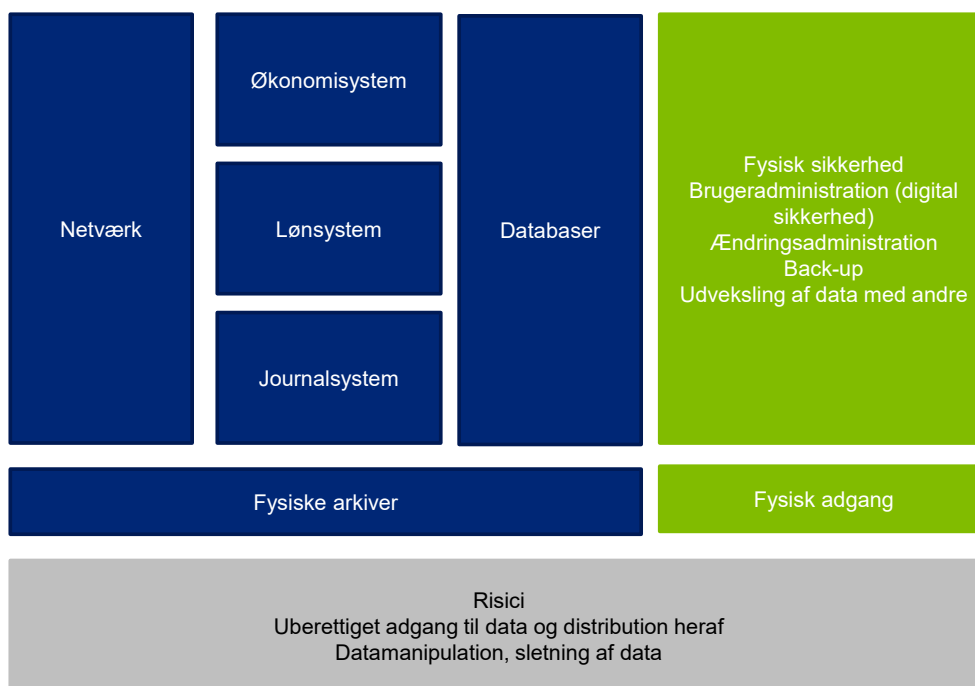 Netværk
Økonomisystem
Lønsystem
Journalsystem
Databaser
Fysisk sikkerhed
Brugeradministration (digital
sikkerhed)
Ændringsadministration
Back-up
Udveksling af data med andre
Fysiske arkiver
Fysisk adgang
Risici
Uberettiget adgang til data og distribution heraf
Datamanipulation, sletning af data